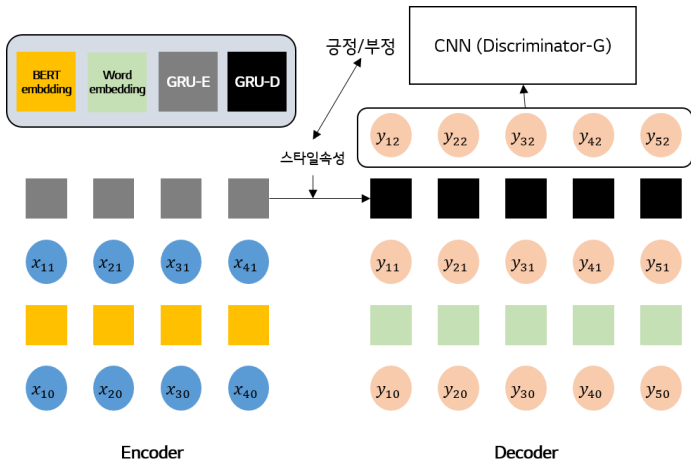 긍정/부정
CNN (Discriminator-G)
BERT
embdding
Word
embedding
GRU-E
GRU-D
y12 y22 y32 y42 y52
스타일속성
x11 x21 x31 x41
y11 y21 y31 y41 y51
x10 x20 x30 x40
y10 y20 y30 y40 y50
Encoder
Decoder